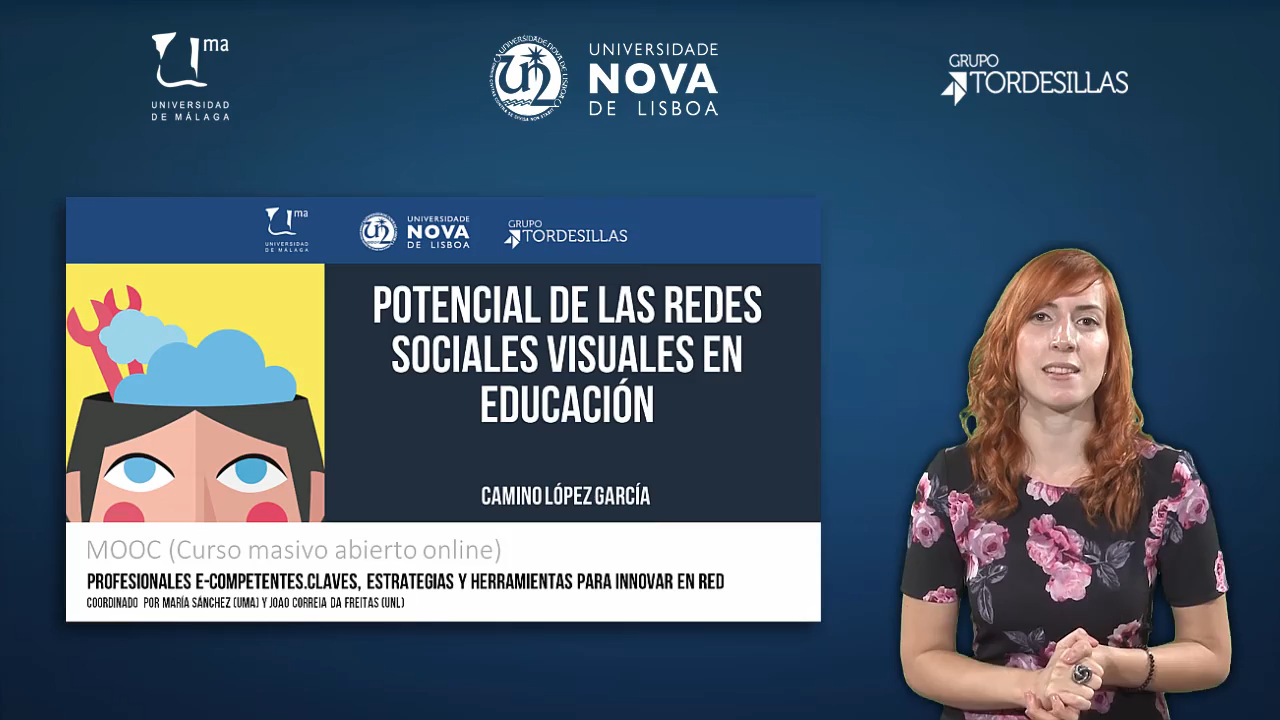 uma
UNIVERSIDAD
DE MÁLAGA
UNIVERSIDADE
NOVA
DE LISBOA
GRUPO
TORDESILLAS
uma
UNIVERSIDAD
DE MÁLAGA
UNIVERSIDADE
NOVA
DE LISBOA
GRUPO
TORDESILLAS
POTENCIAL DE LAS REDES
SOCIALES VISUALES EN
EDUCACIÓN
CAMINO LÓPEZ GARCÍA
MOOC (Curso masivo abierto online)
PROFESIONALES E-COMPETENTES.CLAVES, ESTRATEGIAS Y HERRAMIENTAS PARA INNOVAR EN RED
COORDINADO POR MARÍA SÁNCHEZ (UMA) Y JOAO CORREIA DA FREITAS (UNL)